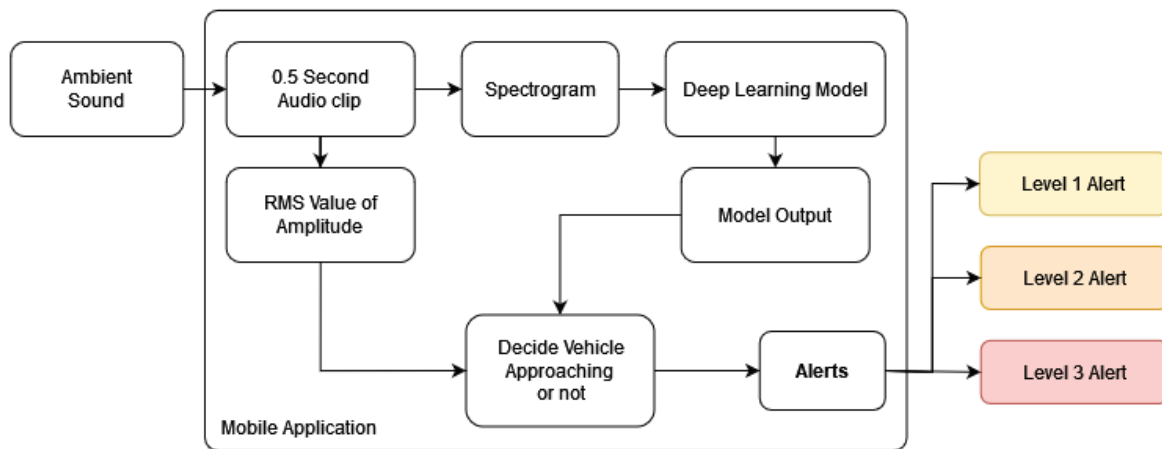 Ambient
Sound
0.5 Second
Audio clip
Spectrogram
Deep Learning Model
RMS Value of
Amplitude
Model Output
Level 1 Alert
Level 2 Alert
Decide Vehicle
Approaching
or not
Alerts
Level 3 Alert
Mobile Application